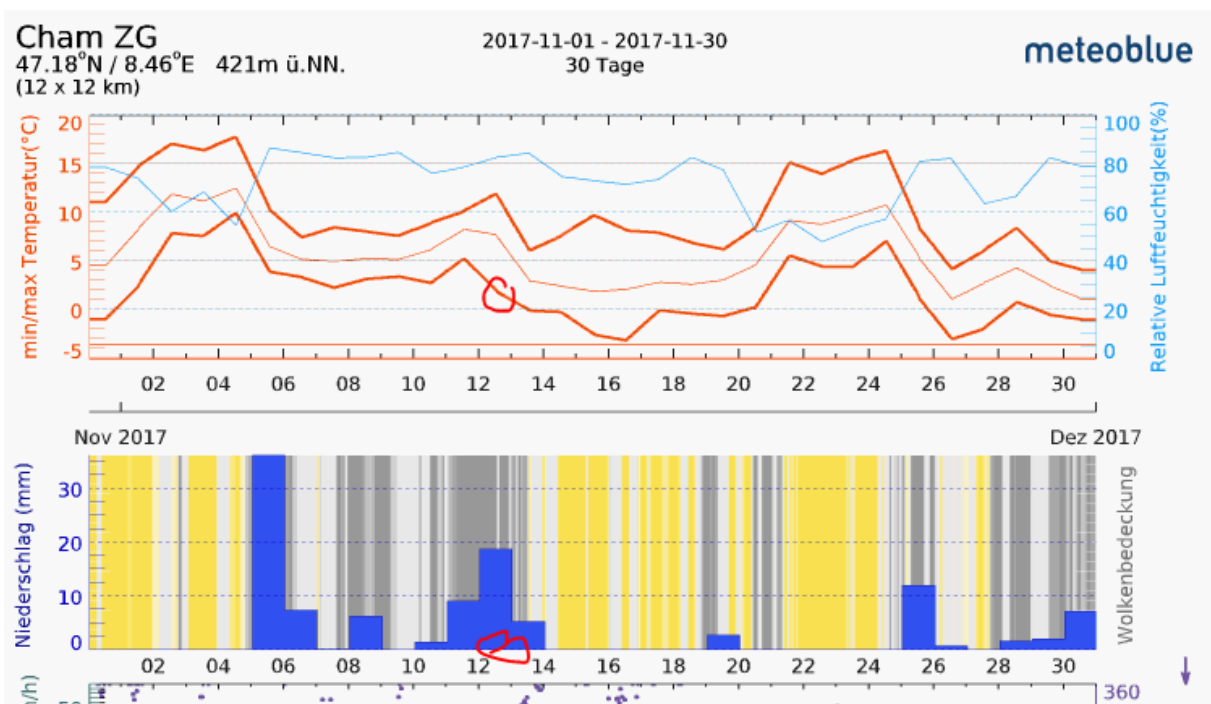 Cham ZG
47.18°N / 8.46°E 421m ü.NN.
(12 x 12 km)
2017-11-01 - 2017-11-30
30 Tage
meteoblue
min/max Temperatur(°C)
20
15
10
5
0
-5
Relative Luftfeuchtigkeit(%)
100
80
60
40
20
0
02 04 06 08 10 12 14 16 18 20 22 24 26 28 30
Nov 2017 Dez 2017
Niederschlag (mm)
30
20
10
0
Wolkenbedeckung
02 04 06 08 10 12 14 16 18 20 22 24 26 28 30
/h)
360